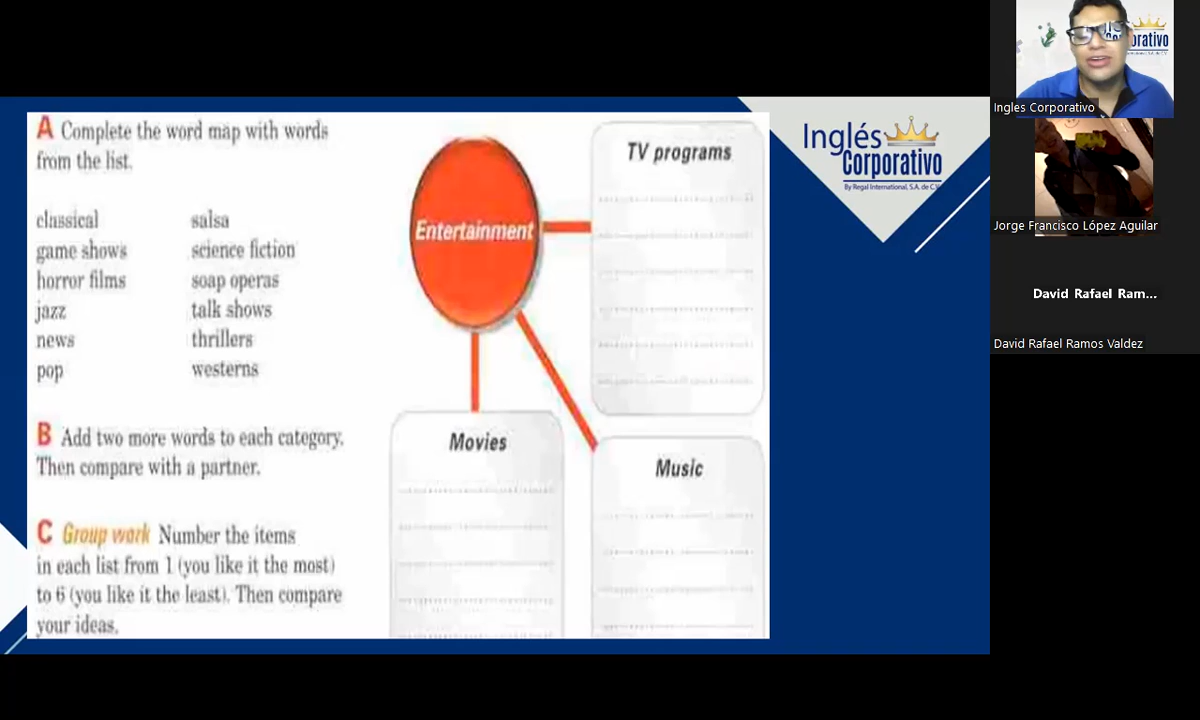 A Complete the word map with words
from the list.
classical
game shows
horror films
jazz
news
pop
salsa
science fiction
soap operas
talk shows
thrillers
westerns
B Add two more words to each category.
Then compare with a partner.
C Group work Number the items
in each list from 1 (you like it the most)
to 6 (you like it the least). Then compare
your ideas.
Entertainment
TV programs
Movies
Music
Inglés
Corporativo
By Regal International, S.A. de C.V.
Ingles Corporativo
Jorge Francisco López Aguilar
David Rafael Ram...
David Rafael Ramos Valdez